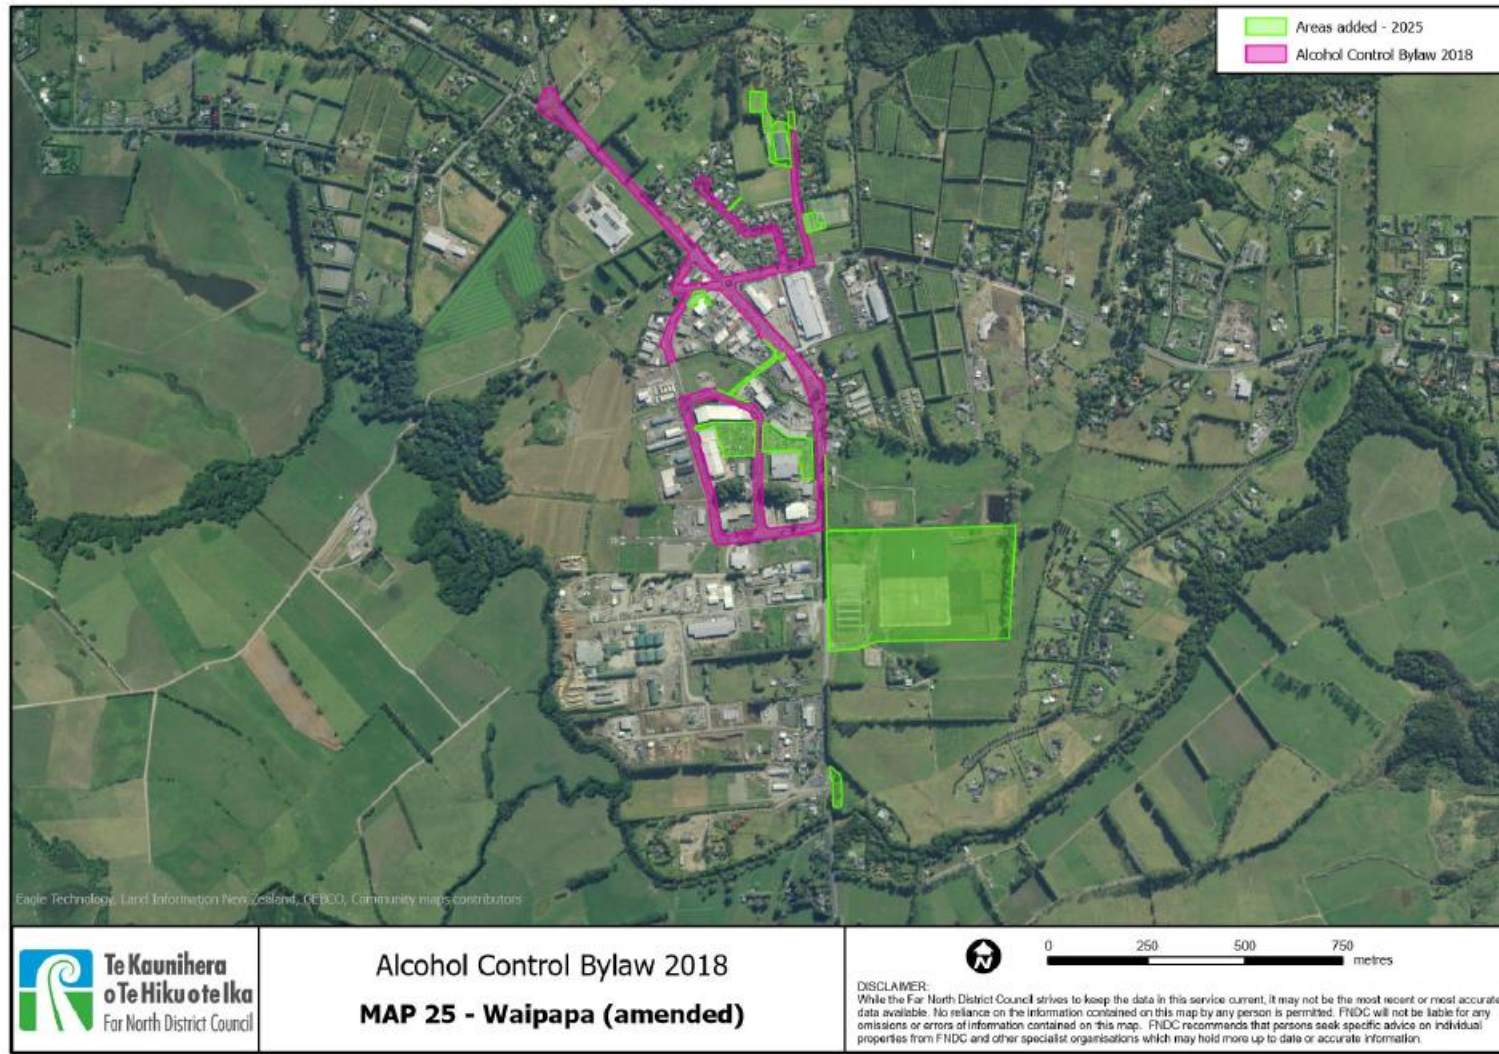 Areas added - 2025
Alcohol Control Bylaw 2018
Eagle Technology, Land Information New Zealand, GEBCO, Community maps contributors
Te Kaunihera
o Te Hiku o te Ika
Far North District Council
Alcohol Control Bylaw 2018
MAP 25 - Waipapa (amended)
N
0 250 500 750
metres
DISCLAIMER:
While the Far North District Council strives to keep the data in this service current, it may not be the most recent or most accurate
data available. No reliance on the information contained on this map by any person is permitted. FNDC will not be liable for any
omissions or errors of information contained on this map. FNDC recommends that persons seek specific advice on individual
properties from FNDC and other specialist organisations which may hold more up to date or accurate information.